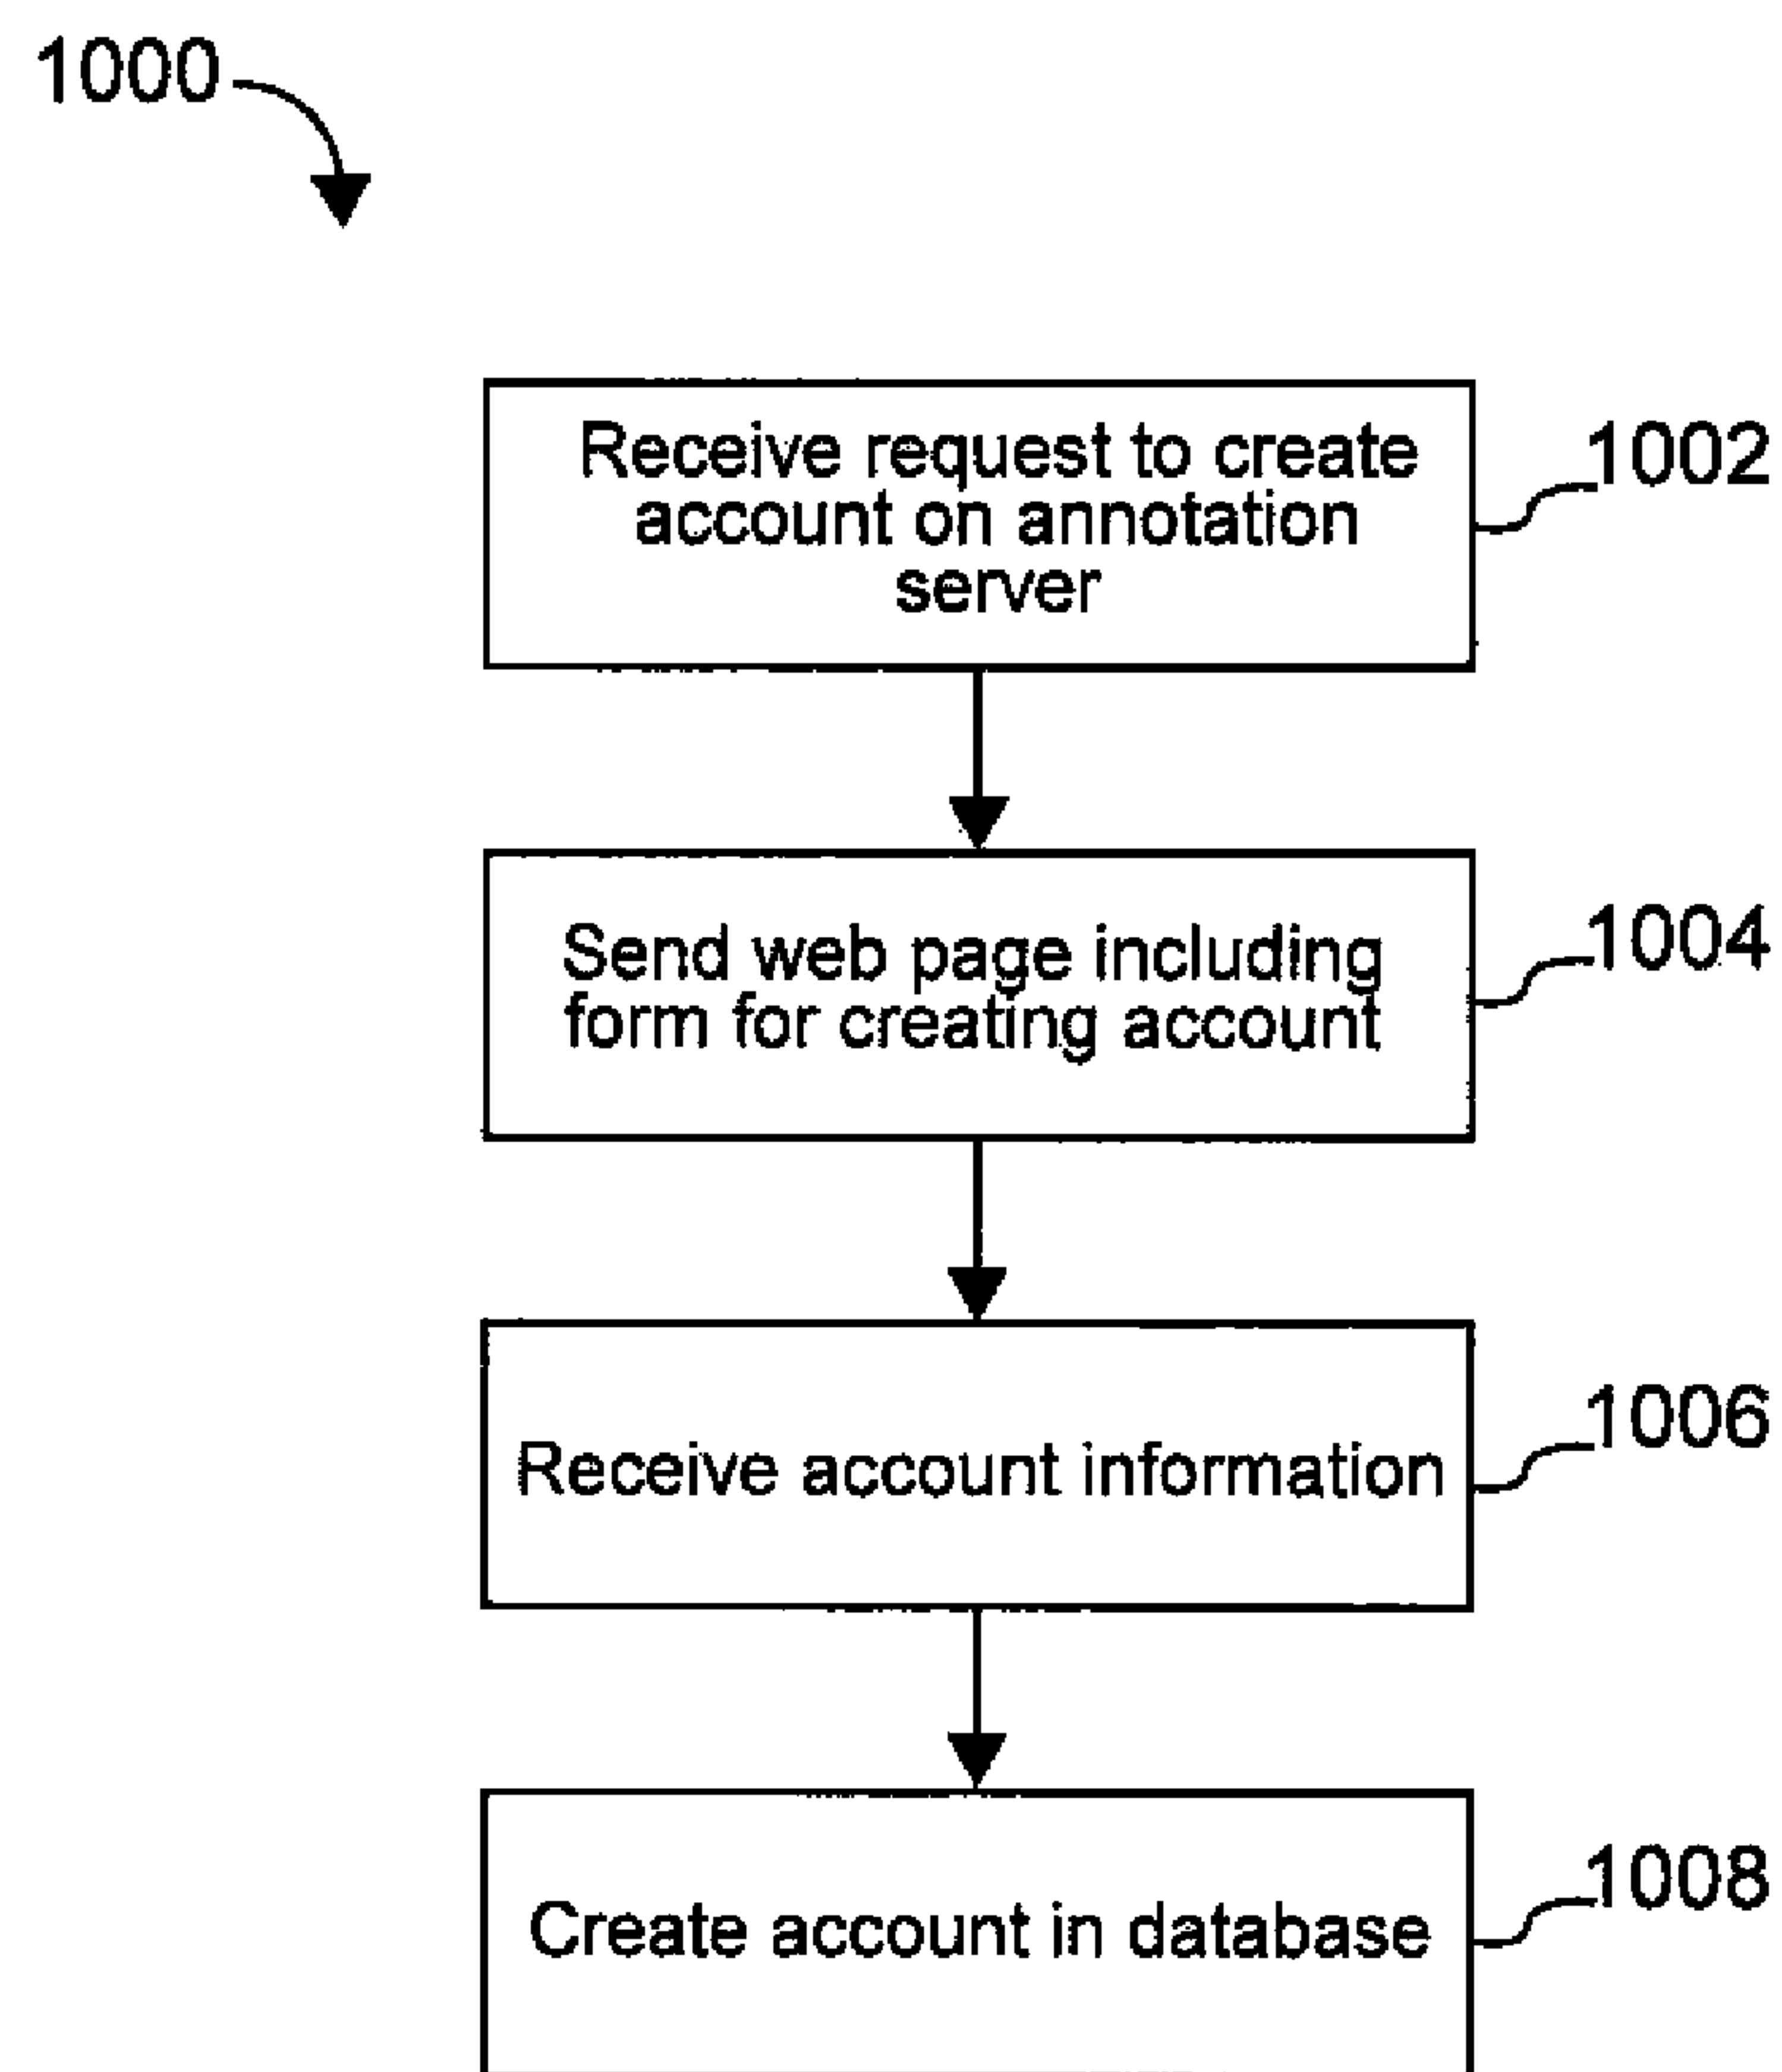 1000
Receive request to create
account on annotation
server
1002
Send web page including
form for creating account
1004
Receive account information
1006
Create account in database
1008